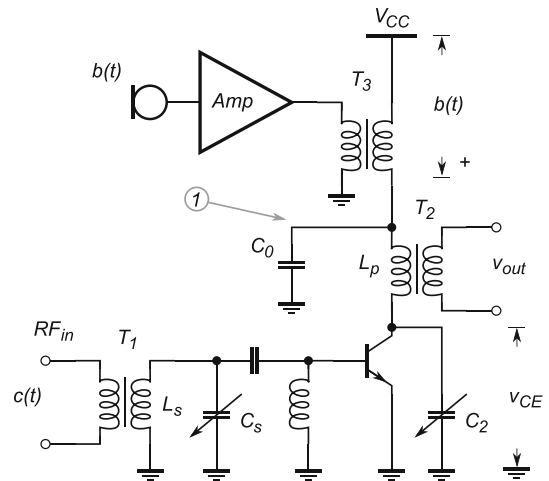 V_CC
b(t)
T_3
Amp
b(t)
+
1
T_2
C_0
L_p
v_out
RF_in
T_1
c(t)
L_s
C_s
C_2
v_CE